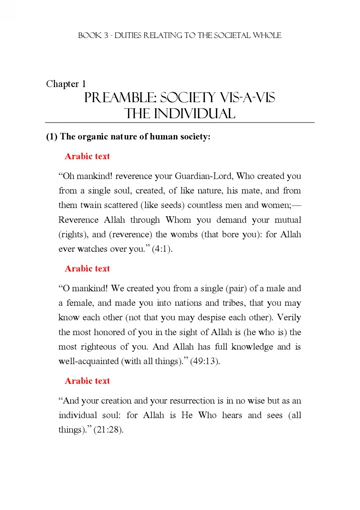 BOOK 3 - DUTIES RELATING TO THE SOCIETAL WHOLE
Chapter 1
PREAMBLE: SOCIETY VIS-A-VIS
THE INDIVIDUAL
(1) The organic nature of human society:
Arabic text
“Oh mankind! reverence your Guardian-Lord, Who created you
from a single soul, created, of like nature, his mate, and from
them twain scattered (like seeds) countless men and women;—
Reverence Allah through Whom you demand your mutual
(rights), and (reverence) the wombs (that bore you): for Allah
ever watches over you.” (4:1).
Arabic text
“O mankind! We created you from a single (pair) of a male and
a female, and made you into nations and tribes, that you may
know each other (not that you may despise each other). Verily
the most honored of you in the sight of Allah is (he who is) the
most righteous of you. And Allah has full knowledge and is
well-acquainted (with all things).” (49:13).
Arabic text
“And your creation and your resurrection is in no wise but as an
individual soul: for Allah is He Who hears and sees (all
things).” (21:28).